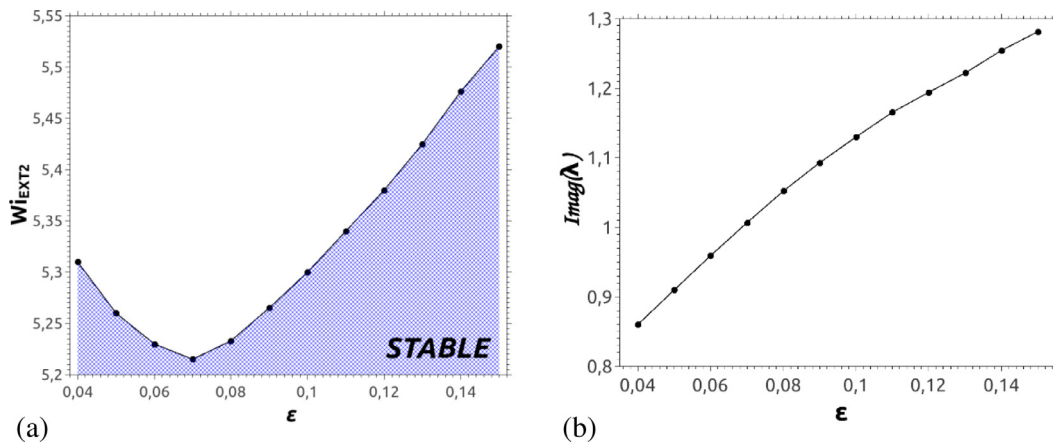 5,55
5,5
5,45
5,4
5,35
5,3
5,25
5,2
Wi_EXT2
0,04 0,06 0,08 0,1 0,12 0,14
ε
STABLE
(a)
1,3
1,2
1,1
1
0,9
0,8
Imag(λ)
0,04 0,06 0,08 0,1 0,12 0,14
ε
(b)